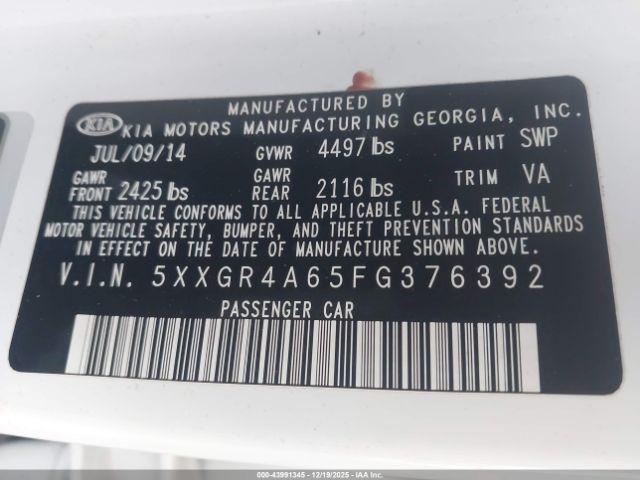 MANUFACTURED BY
KIA KIA MOTORS MANUFACTURING GEORGIA, INC.
JUL/09/14 GVWR 4497 lbs PAINT SWP
GAWR FRONT 2425 lbs GAWR REAR 2116 lbs TRIM VA
THIS VEHICLE CONFORMS TO ALL APPLICABLE U.S.A. FEDERAL
MOTOR VEHICLE SAFETY, BUMPER, AND THEFT PREVENTION STANDARDS
IN EFFECT ON THE DATE OF MANUFACTURE SHOWN ABOVE.
V.I.N. 5XXGR4A65FG376392
PASSENGER CAR
000-43991345 - 12/19/2025 - IAA Inc.